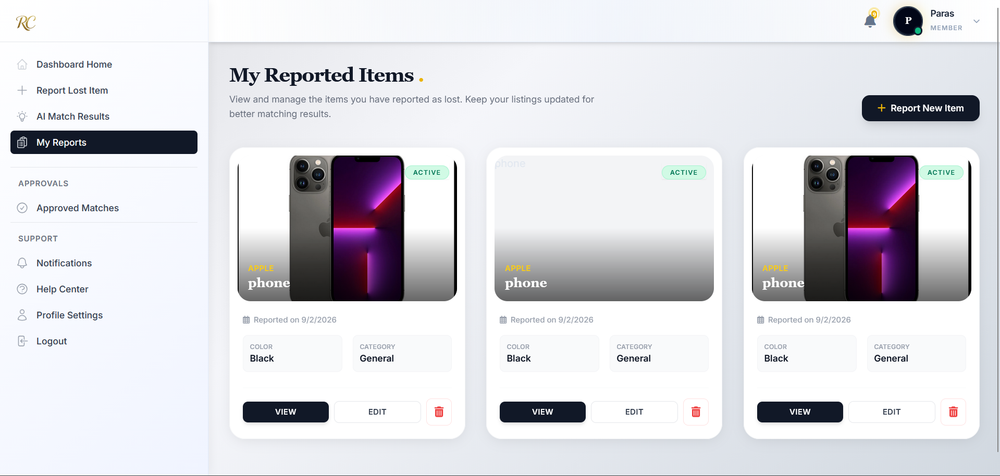 RC
9
P
Paras
MEMBER
Dashboard Home
Report Lost Item
AI Match Results
My Reports
APPROVALS
Approved Matches
SUPPORT
Notifications
Help Center
Profile Settings
Logout
My Reported Items .
View and manage the items you have reported as lost. Keep your listings updated for
better matching results.
+ Report New Item
ACTIVE
APPLE
phone
Reported on 9/2/2026
COLOR
Black
CATEGORY
General
VIEW
EDIT
phone
ACTIVE
APPLE
phone
Reported on 9/2/2026
COLOR
Black
CATEGORY
General
VIEW
EDIT
ACTIVE
APPLE
phone
Reported on 9/2/2026
COLOR
Black
CATEGORY
General
VIEW
EDIT